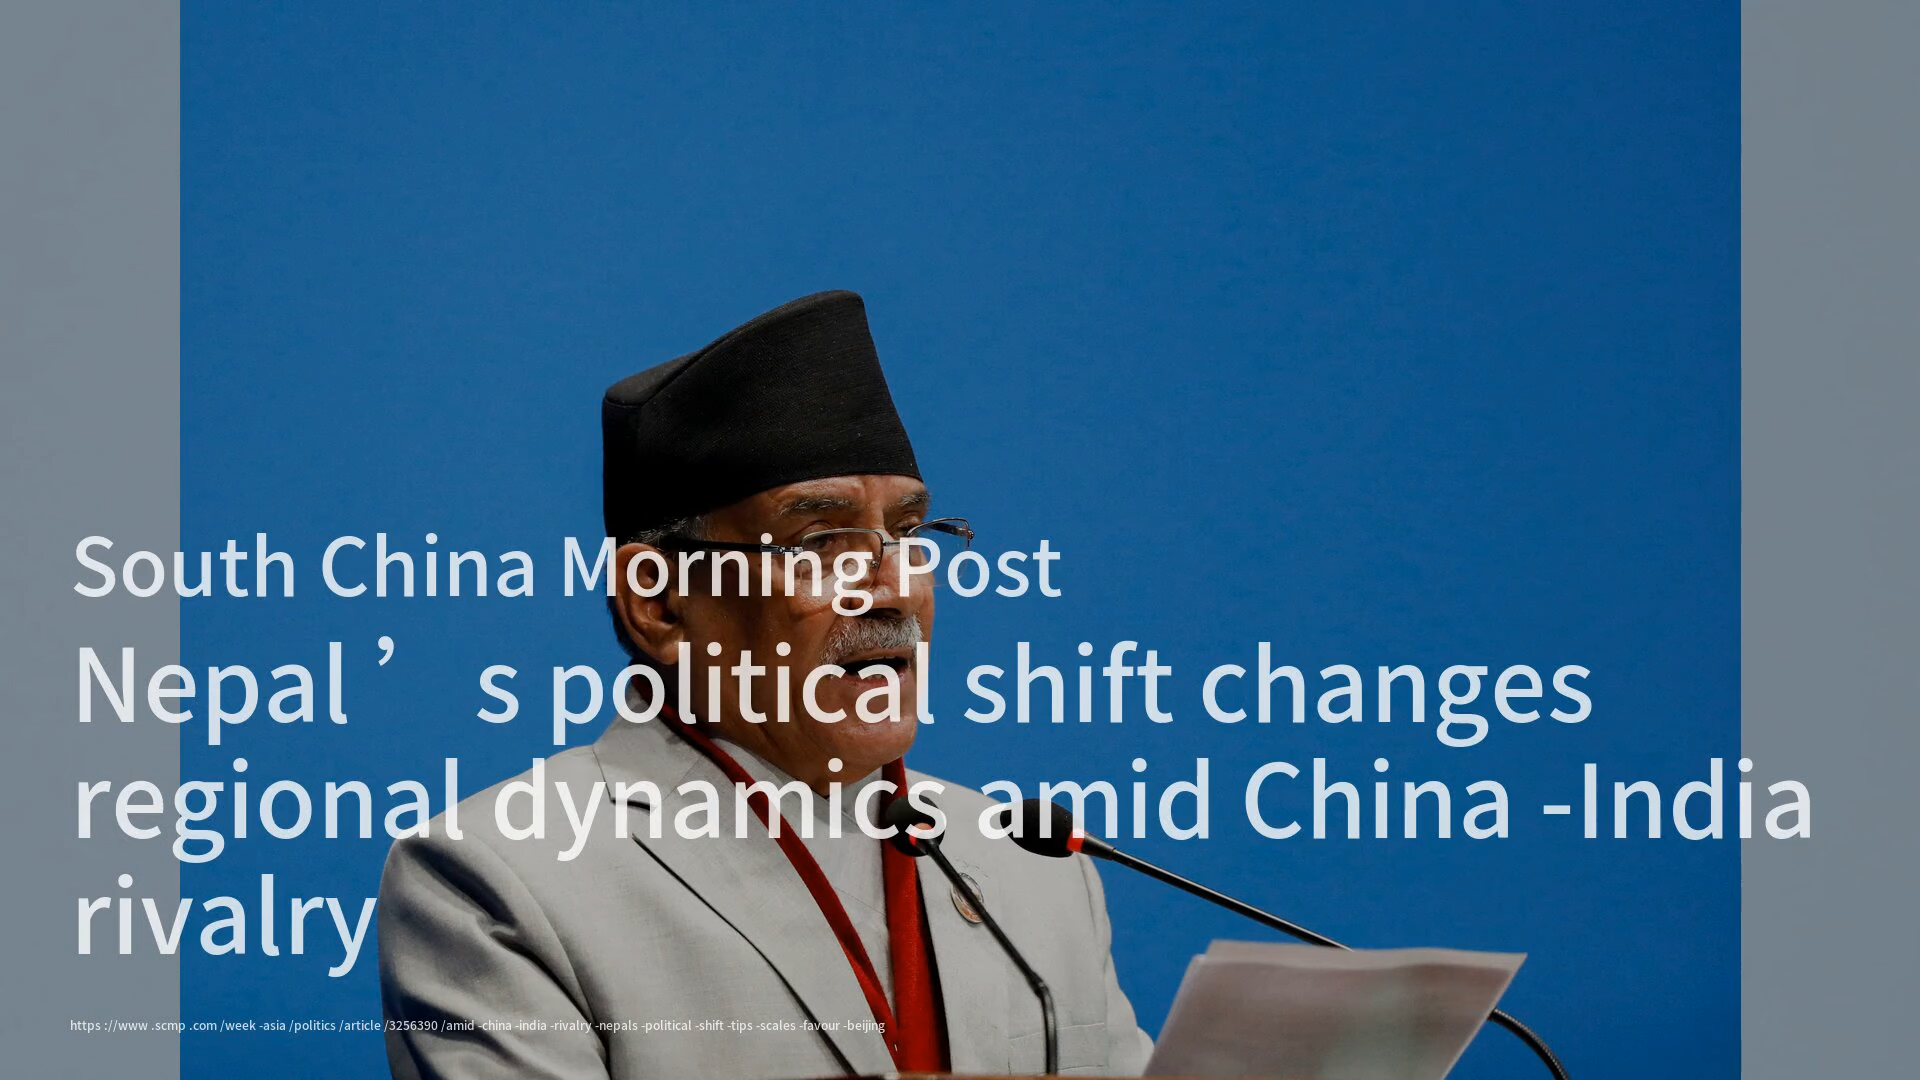 South China Morning Post
Nepal’s political shift changes
regional dynamics amid China -India
rivalry
https ://www .scmp .com /week -asia /politics /article /3256390 /amid -china -india -rivalry -nepals -political -shift -tips -scales -favour -beijing